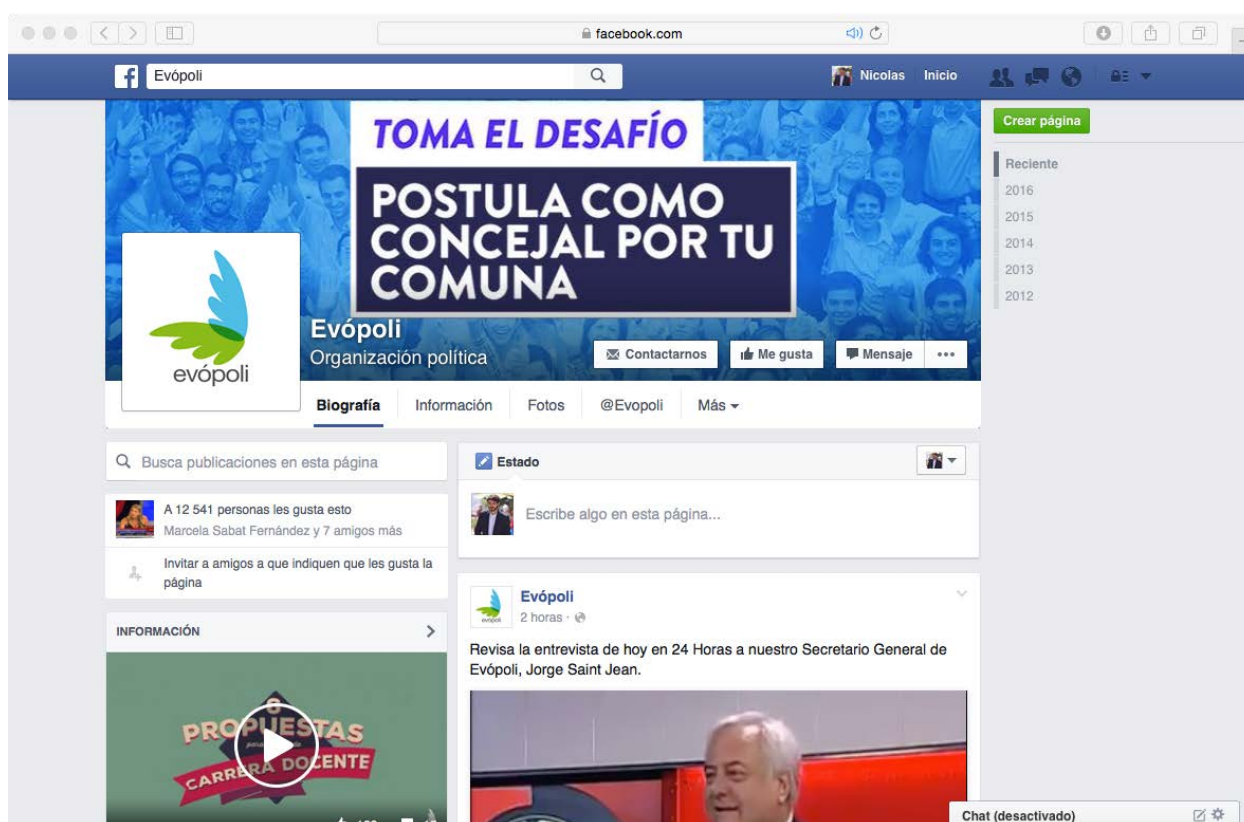 facebook.com
Evópoli
Nicolas Inicio
TOMA EL DESAFÍO
POSTULA COMO
CONCEJAL POR TU
COMUNA
evópoli
Evópoli
Organización política
Contactarnos
Me gusta
Mensaje
Crear página
Reciente
2016
2015
2014
2013
2012
Biografía Información Fotos @Evopoli Más
Busca publicaciones en esta página
A 12 541 personas les gusta esto
Marcela Sabat Fernández y 7 amigos más
Invitar a amigos a que indiquen que les gusta la
página
INFORMACIÓN
PROPUESTAS
CARRERA DOCENTE
Estado
Escribe algo en esta página...
Evópoli
2 horas
Revisa la entrevista de hoy en 24 Horas a nuestro Secretario General de
Evópoli, Jorge Saint Jean.
Chat (desactivado)